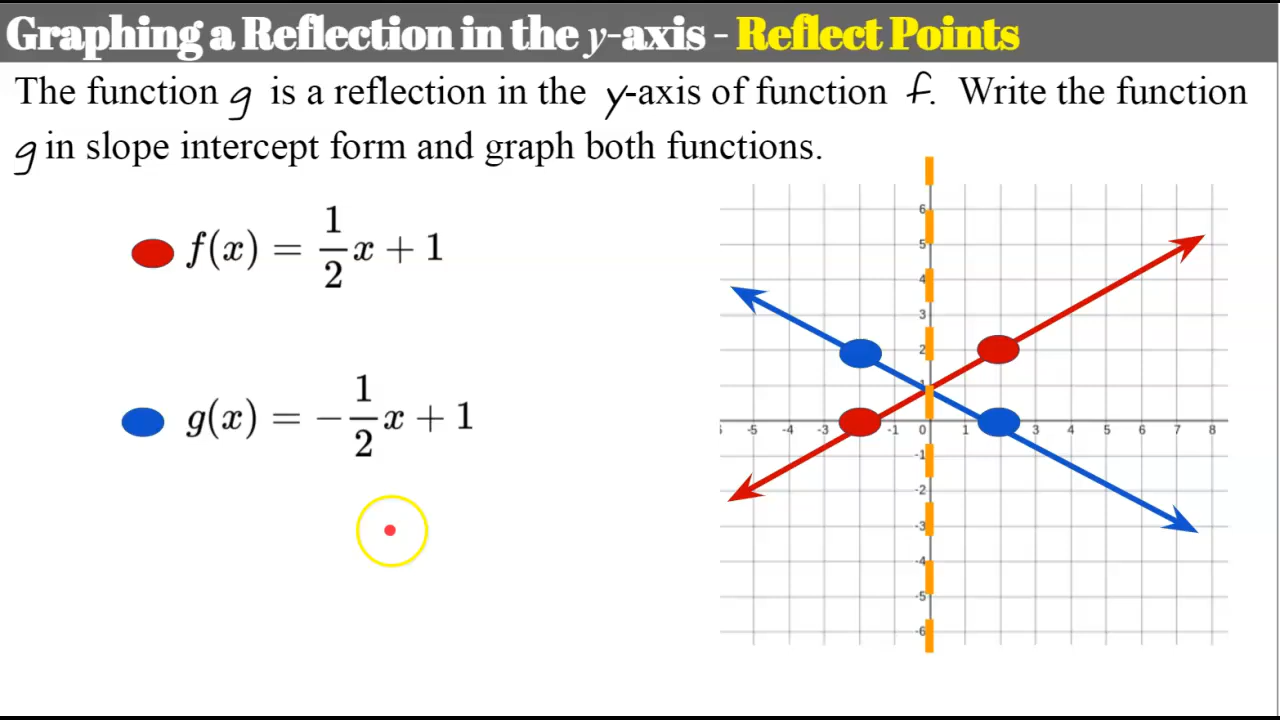 Graphing a Reflection in the y-axis - Reflect Points
The function g is a reflection in the y-axis of function f. Write the function
g in slope intercept form and graph both functions.
f(x) = 1/2 x + 1
g(x) = -1/2 x + 1
6
5
4
3
2
1
-5 -4 -3 -1 0 1 3 4 5 6 7 8
-1
-2
-3
-4
-5
-6